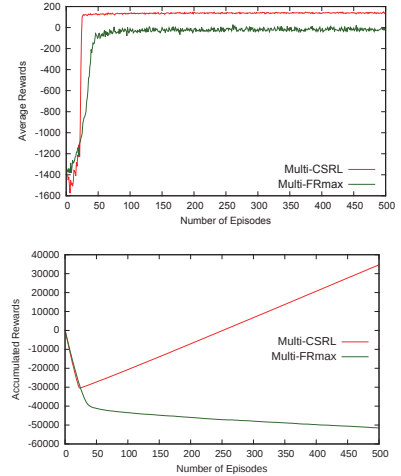 200
0
-200
-400
-600
-800
-1000
-1200
-1400
-1600
Average Rewards
Multi-CSRL
Multi-FRmax
0 50 100 150 200 250 300 350 400 450 500
Number of Episodes
40000
30000
20000
10000
0
-10000
-20000
-30000
-40000
-50000
-60000
Accumulated Rewards
Multi-CSRL
Multi-FRmax
0 50 100 150 200 250 300 350 400 450 500
Number of Episodes